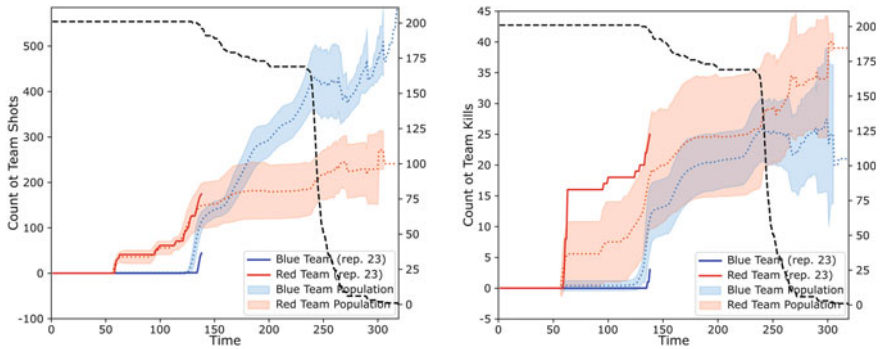 500
400
300
200
100
0
-100
Count ot Team Shots
200
175
150
125
100
75
50
25
0
0 50 100 150 200 250 300
Time
Blue Team (rep. 23)
Red Team (rep. 23)
Blue Team Population
Red Team Population
45
40
35
30
25
20
15
10
5
0
-5
Count ot Team Kills
200
175
150
125
100
75
50
25
0
0 50 100 150 200 250 300
Time
Blue Team (rep. 23)
Red Team (rep. 23)
Blue Team Population
Red Team Population